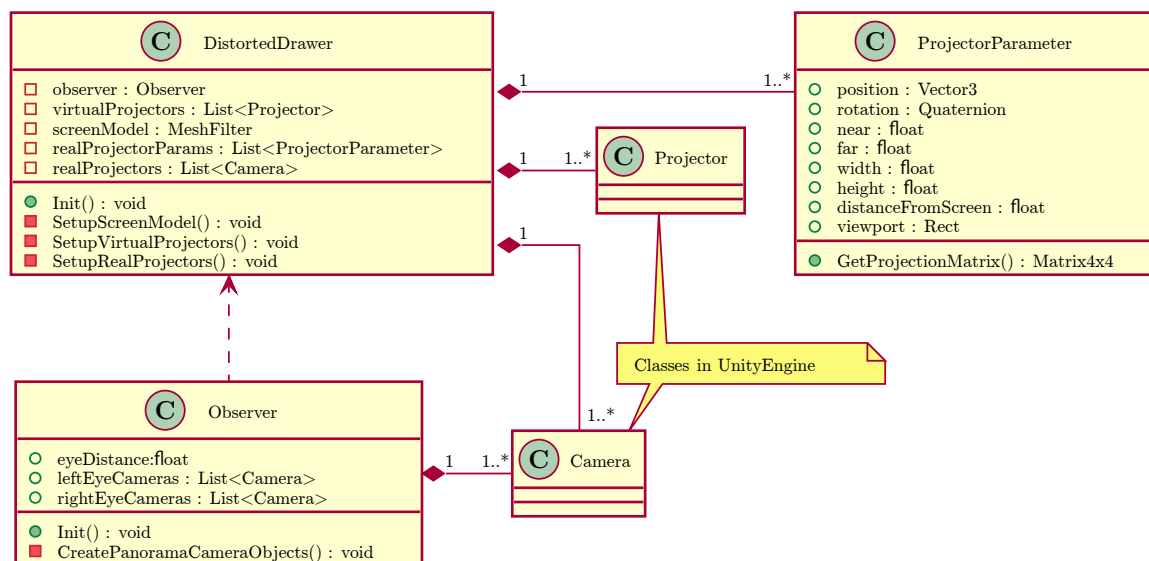 C DistortedDrawer
observer : Observer
virtualProjectors : List<Projector>
screenModel : MeshFilter
realProjectorParams : List<ProjectorParameter>
realProjectors : List<Camera>
Init() : void
SetupScreenModel() : void
SetupVirtualProjectors() : void
SetupRealProjectors() : void
1
1..*
1
1..*
1
1..*
C ProjectorParameter
position : Vector3
rotation : Quaternion
near : float
far : float
width : float
height : float
distanceFromScreen : float
viewport : Rect
GetProjectionMatrix() : Matrix4x4
C Projector
Classes in UnityEngine
C Observer
eyeDistance:float
leftEyeCameras : List<Camera>
rightEyeCameras : List<Camera>
Init() : void
CreatePanoramaCameraObjects() : void
1
1..*
C Camera